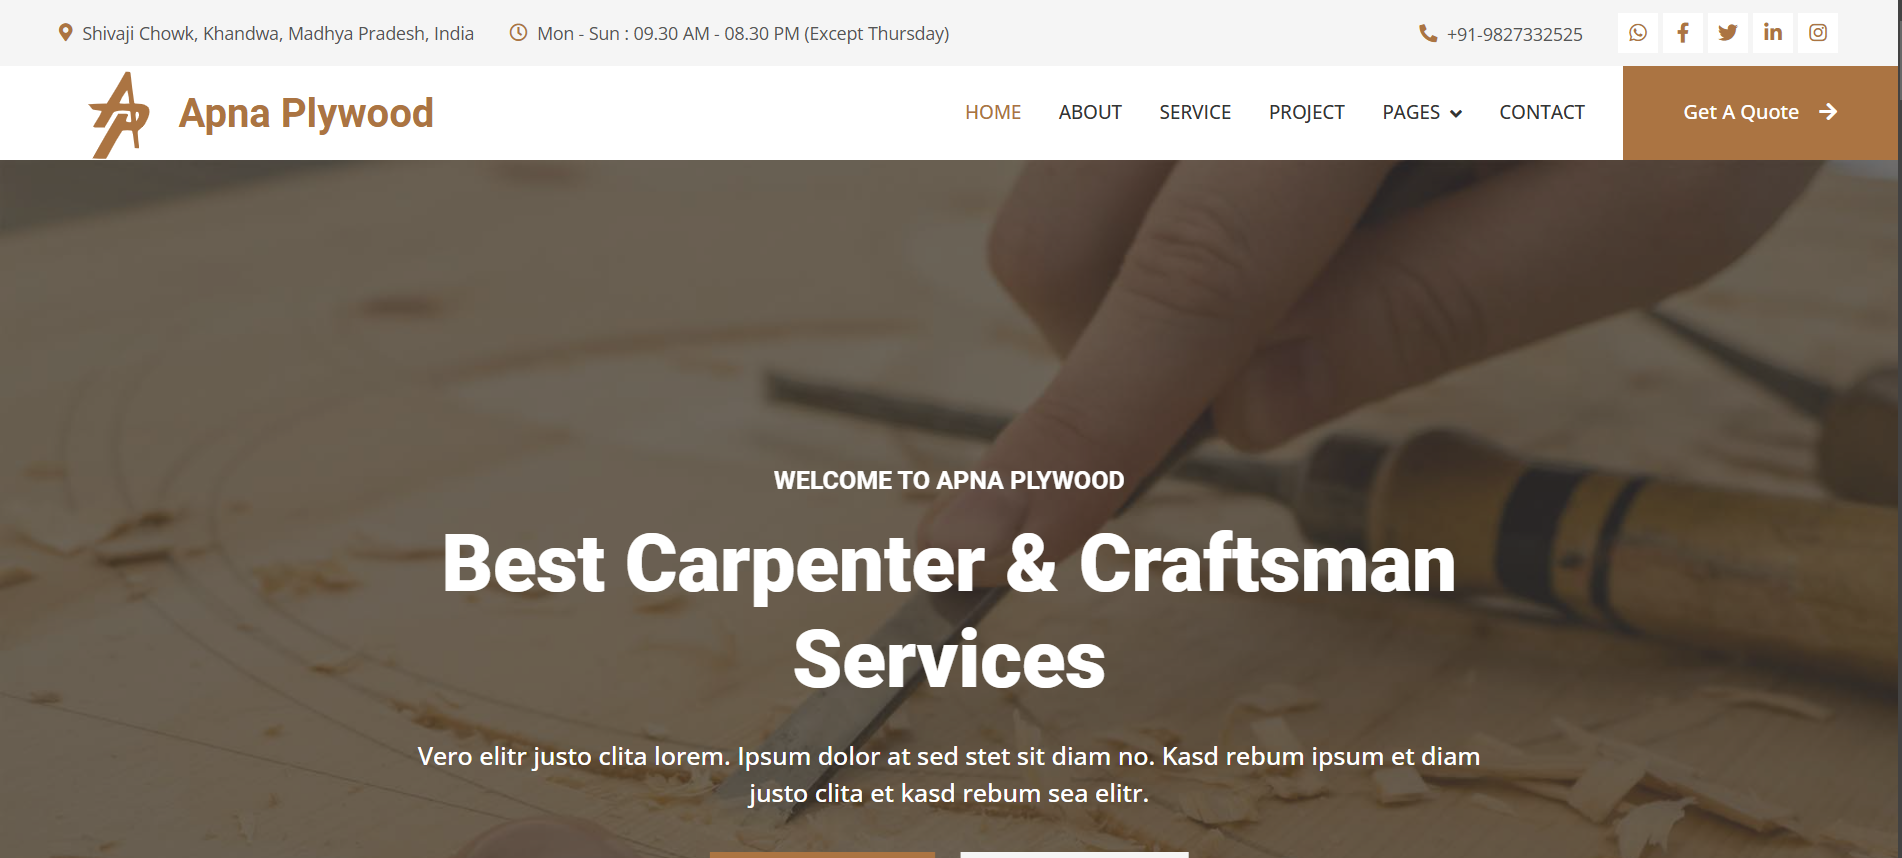 Shivaji Chowk, Khandwa, Madhya Pradesh, India
Mon - Sun : 09.30 AM - 08.30 PM (Except Thursday)
+91-9827332525
AP
Apna Plywood
HOME
ABOUT
SERVICE
PROJECT
PAGES
CONTACT
Get A Quote
WELCOME TO APNA PLYWOOD
Best Carpenter & Craftsman
Services
Vero elitr justo clita lorem. Ipsum dolor at sed stet sit diam no. Kasd rebum ipsum et diam
justo clita et kasd rebum sea elitr.